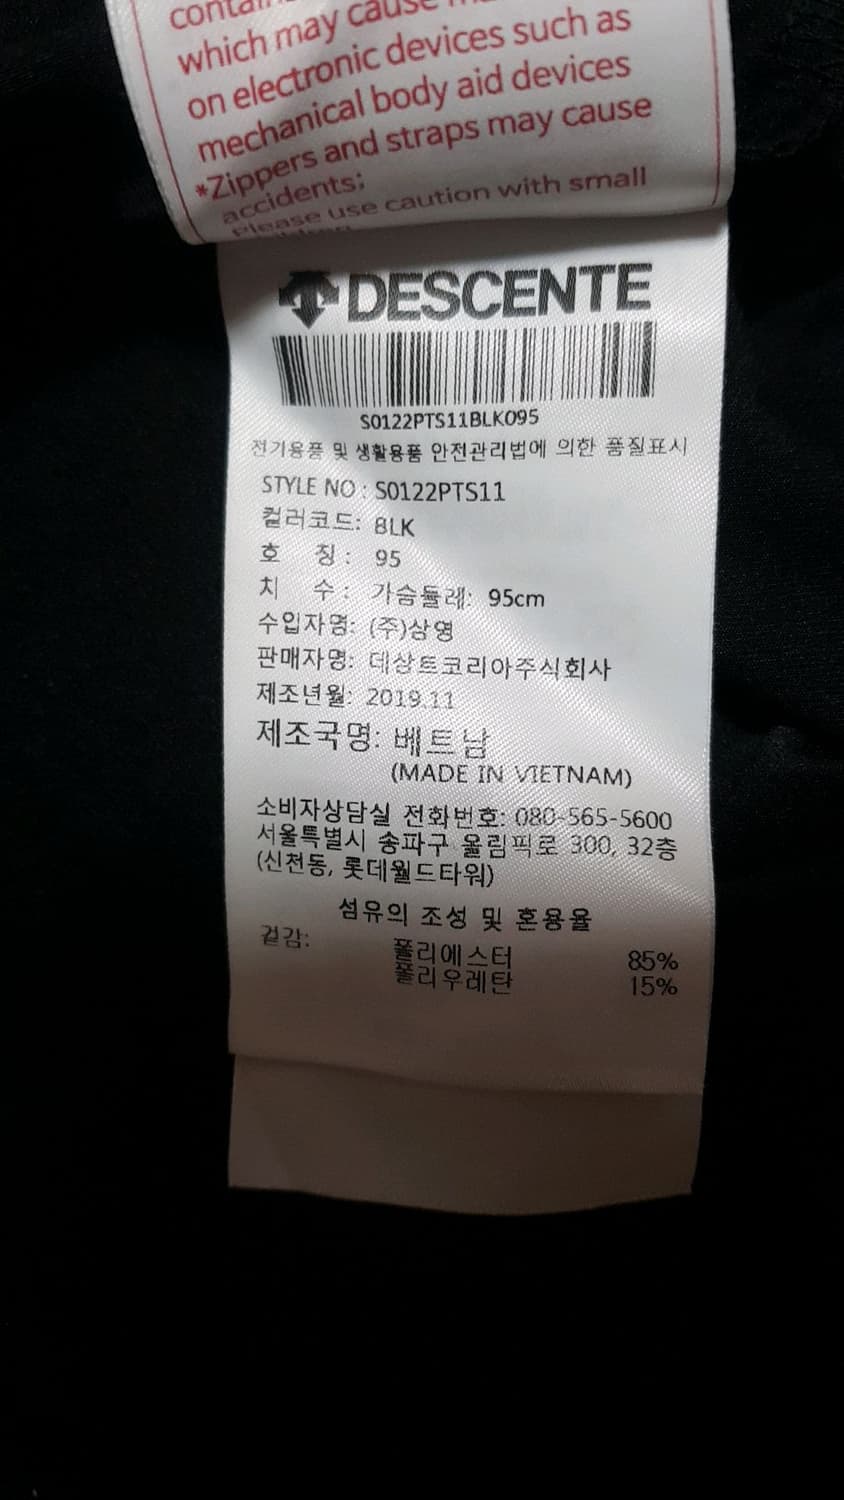 which may cause
on electronic devices such as
mechanical body aid devices
*Zippers and straps may cause
accidents;
Please use caution with small
DESCENTE
S0122PTS11BLK095
전기용품 및 생활용품 안전관리법에 의한 품질표시
STYLE NO : S0122PTS11
컬러코드: BLK
호 칭 : 95
치 수 : 가슴둘레: 95cm
수입자명: (주)상영
판매자명: 데상트코리아주식회사
제조년월: 2019.11
제조국명: 베트남
(MADE IN VIETNAM)
소비자상담실 전화번호: 080-565-5600
서울특별시 송파구 올림픽로 300, 32층
(신천동, 롯데월드타워)
섬유의 조성 및 혼용율
겉감: 폴리에스터 85%
폴리우레탄 15%